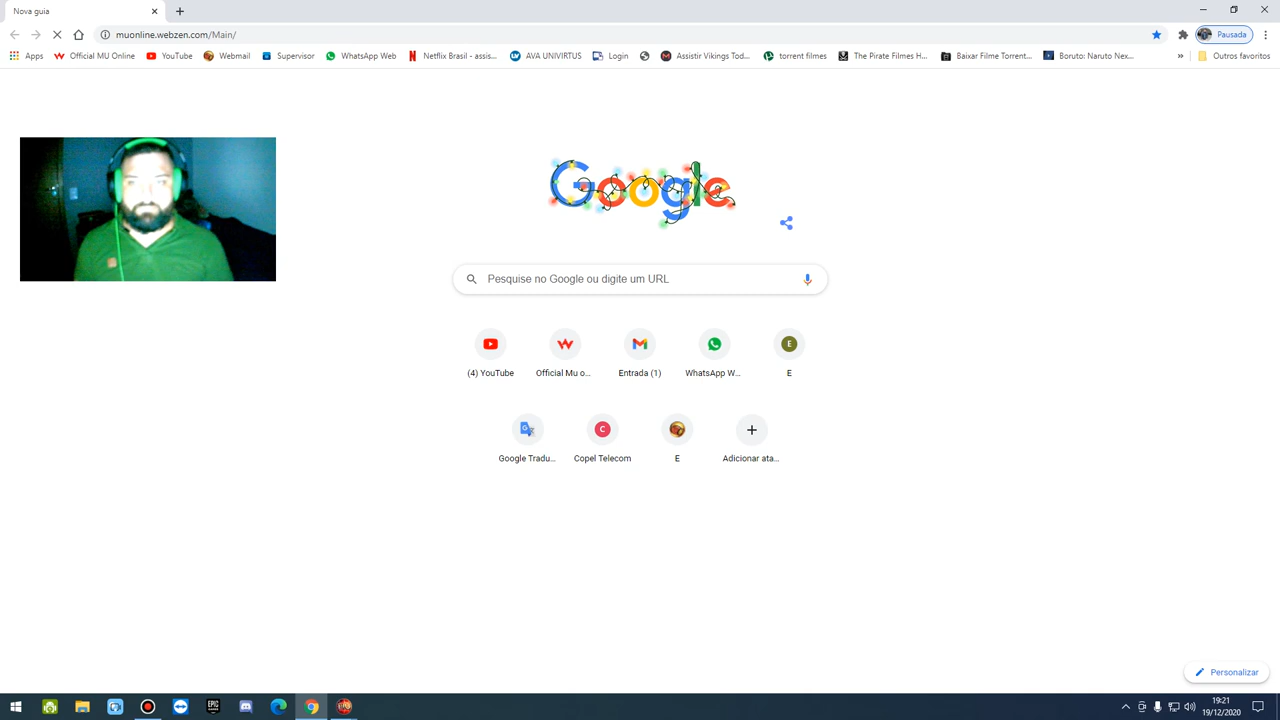 Nova guia
muonline.webzen.com/Main/
Pausada
Apps
Official MU Online
YouTube
Webmail
Supervisor
WhatsApp Web
Netflix Brasil - assis...
AVA UNIVIRTUS
Login
Assistir Vikings Tod...
torrent filmes
The Pirate Filmes H...
Baixar Filme Torrent...
Boruto: Naruto Nex...
»
Outros favoritos
Google
Pesquise no Google ou digite um URL
E
(4) YouTube
Official Mu o...
Entrada (1)
WhatsApp W...
E
C
Google Tradu...
Copel Telecom
E
Adicionar ata...
Personalizar
EPIC
19:21
19/12/2020